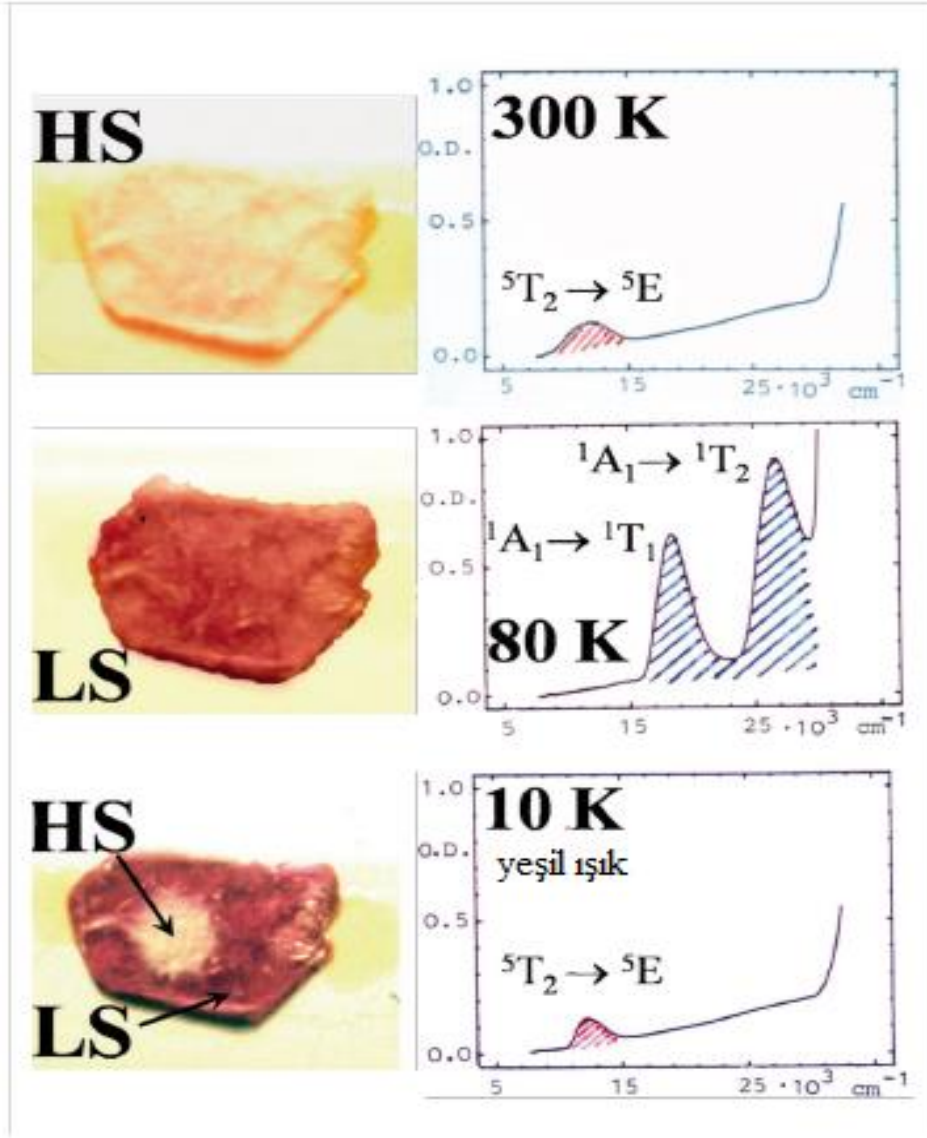 HS
1.0
300 K
O.D.
0.5
⁵T₂ → ⁵E
0.0
5 15 25·10³ cm⁻¹
1.0
¹A₁→ ¹T₂
O.D.
¹A₁→ ¹T₁
0.5
80 K
LS
0.0
5 15 25·10³ cm⁻¹
1.0
10 K
HS
O.D.
yeşil ışık
0.5
⁵T₂ → ⁵E
LS
0.0
5 15 25·10³ cm⁻¹